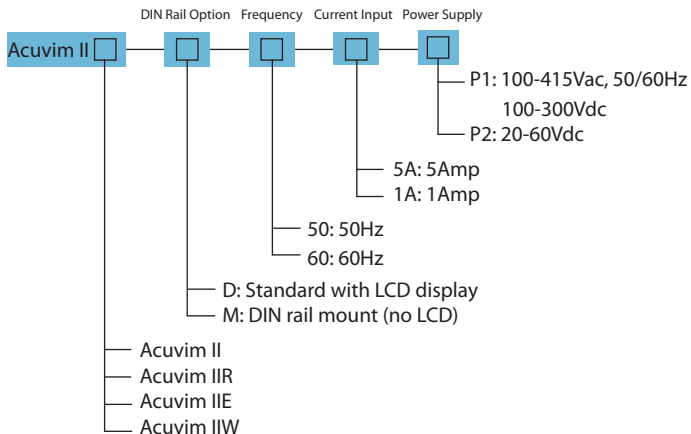 DIN Rail Option Frequency Current Input Power Supply
Acuvim II
P1: 100-415Vac, 50/60Hz
100-300Vdc
P2: 20-60Vdc
5A: 5Amp
1A: 1Amp
50: 50Hz
60: 60Hz
D: Standard with LCD display
M: DIN rail mount (no LCD)
Acuvim II
Acuvim IIR
Acuvim IIE
Acuvim IIW